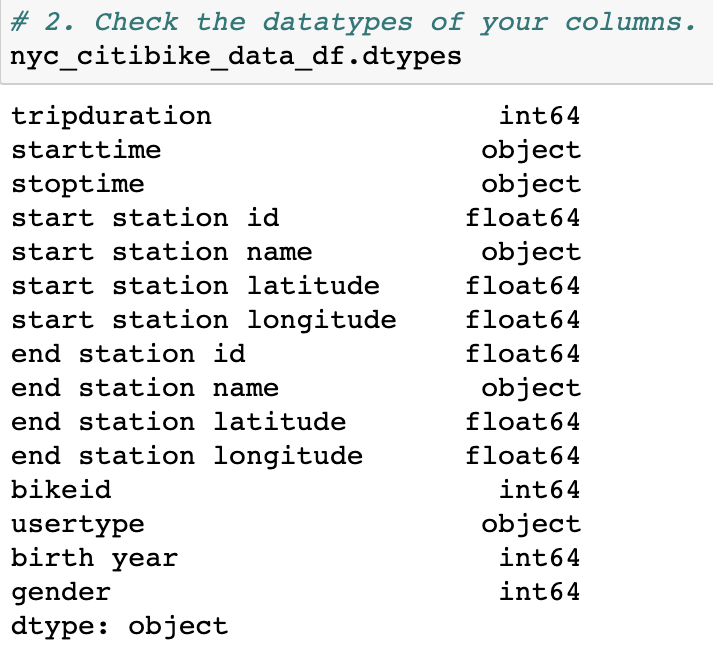 # 2. Check the datatypes of your columns.
nyc_citibike_data_df.dtypes
tripduration int64
starttime object
stoptime object
start station id float64
start station name object
start station latitude float64
start station longitude float64
end station id float64
end station name object
end station latitude float64
end station longitude float64
bikeid int64
usertype object
birth year int64
gender int64
dtype: object